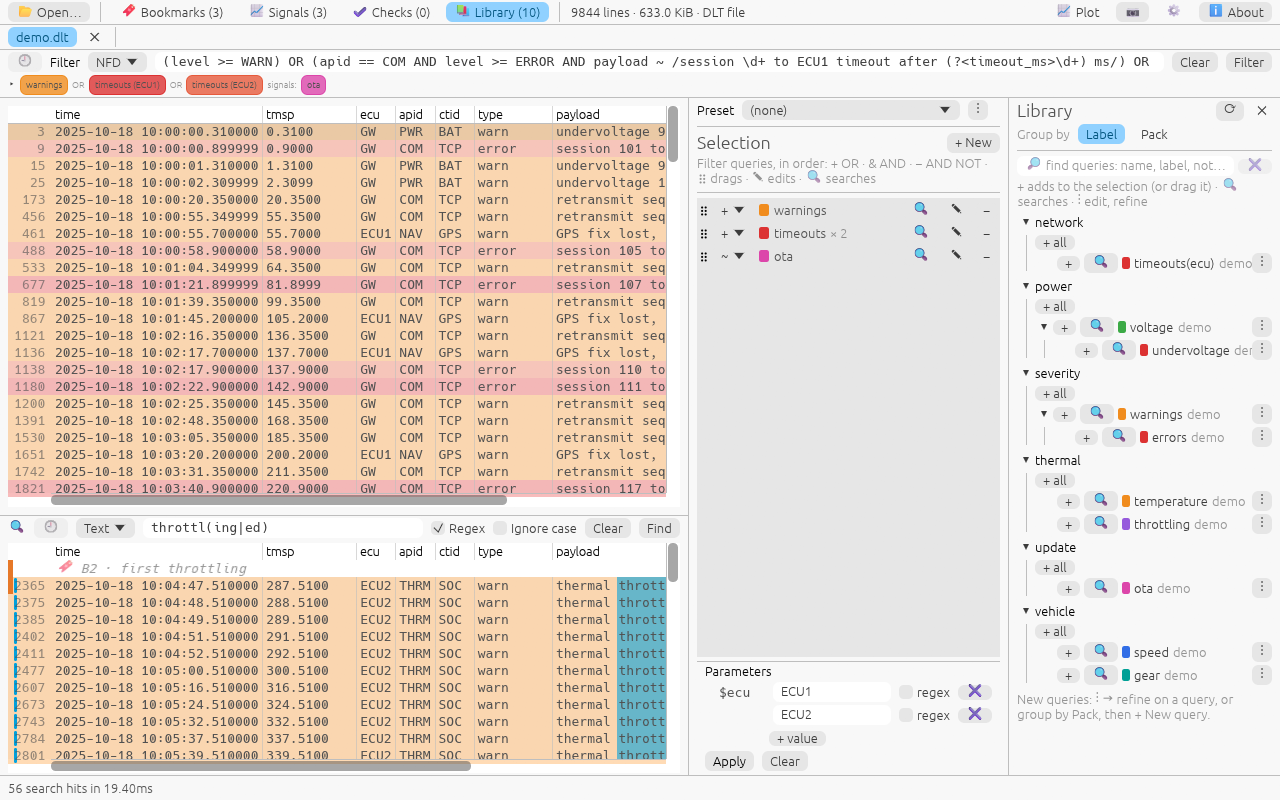 Open... Bookmarks (3) Signals (3) Checks (0) Library (10) 9844 lines · 633.0 KiB · DLT file Plot About
demo.dlt
Filter NFD (level >= WARN) OR (apid == COM AND level >= ERROR AND payload ~ /session \d+ to ECU1 timeout after (?<timeout_ms>\d+) ms/) OR Clear Filter
warnings OR timeouts (ECU1) OR timeouts (ECU2) signals: ota
time tmsp ecu apid ctid type payload
3 2025-10-18 10:00:00.310000 0.3100 GW PWR BAT warn undervoltage 9
9 2025-10-18 10:00:00.899999 0.9000 GW COM TCP error session 101 to
15 2025-10-18 10:00:01.310000 1.3100 GW PWR BAT warn undervoltage 9
25 2025-10-18 10:00:02.309999 2.3099 GW PWR BAT warn undervoltage 1
173 2025-10-18 10:00:20.350000 20.3500 GW COM TCP warn retransmit seq
456 2025-10-18 10:00:55.349999 55.3500 GW COM TCP warn retransmit seq
461 2025-10-18 10:00:55.700000 55.7000 ECU1 NAV GPS warn GPS fix lost,
488 2025-10-18 10:00:58.900000 58.9000 GW COM TCP error session 105 to
533 2025-10-18 10:01:04.349999 64.3500 GW COM TCP warn retransmit seq
677 2025-10-18 10:01:21.899999 81.8999 GW COM TCP error session 107 to
819 2025-10-18 10:01:39.350000 99.3500 GW COM TCP warn retransmit seq
867 2025-10-18 10:01:45.200000 105.2000 ECU1 NAV GPS warn GPS fix lost,
1121 2025-10-18 10:02:16.350000 136.3500 GW COM TCP warn retransmit seq
1136 2025-10-18 10:02:17.700000 137.7000 ECU1 NAV GPS warn GPS fix lost,
1138 2025-10-18 10:02:17.900000 137.9000 GW COM TCP error session 110 to
1180 2025-10-18 10:02:22.900000 142.9000 GW COM TCP error session 111 to
1200 2025-10-18 10:02:25.350000 145.3500 GW COM TCP warn retransmit seq
1391 2025-10-18 10:02:48.350000 168.3500 GW COM TCP warn retransmit seq
1530 2025-10-18 10:03:05.350000 185.3500 GW COM TCP warn retransmit seq
1651 2025-10-18 10:03:20.200000 200.2000 ECU1 NAV GPS warn GPS fix lost,
1742 2025-10-18 10:03:31.350000 211.3500 GW COM TCP warn retransmit seq
1821 2025-10-18 10:03:40.900000 220.9000 GW COM TCP error session 117 to
Text throttl(ing|ed) Regex Ignore case Clear Find
time tmsp ecu apid ctid type payload
B2 · first throttling
2365 2025-10-18 10:04:47.510000 287.5100 ECU2 THRM SOC warn thermal thrott
2375 2025-10-18 10:04:48.510000 288.5100 ECU2 THRM SOC warn thermal thrott
2385 2025-10-18 10:04:49.510000 289.5100 ECU2 THRM SOC warn thermal thrott
2402 2025-10-18 10:04:51.510000 291.5100 ECU2 THRM SOC warn thermal thrott
2411 2025-10-18 10:04:52.510000 292.5100 ECU2 THRM SOC warn thermal thrott
2477 2025-10-18 10:05:00.510000 300.5100 ECU2 THRM SOC warn thermal thrott
2607 2025-10-18 10:05:16.510000 316.5100 ECU2 THRM SOC warn thermal thrott
2673 2025-10-18 10:05:24.510000 324.5100 ECU2 THRM SOC warn thermal thrott
2743 2025-10-18 10:05:32.510000 332.5100 ECU2 THRM SOC warn thermal thrott
2784 2025-10-18 10:05:37.510000 337.5100 ECU2 THRM SOC warn thermal thrott
2801 2025-10-18 10:05:39.510000 339.5100 ECU2 THRM SOC warn thermal thrott
Preset (none)
Selection + New
Filter queries, in order: + OR · & AND · − AND NOT ·
drags · edits · searches
+ warnings −
+ timeouts × 2 −
~ ota −
Parameters
$ecu ECU1 regex
ECU2 regex
+ value
Apply Clear
Library
Group by Label Pack
find queries: name, label, not...
+ adds to the selection (or drag it) ·
searches · edit, refine
network
+ all
+ timeouts(ecu) demo
power
+ all
+ voltage demo
+ undervoltage der
severity
+ all
+ warnings demo
+ errors demo
thermal
+ all
+ temperature demo
+ throttling demo
update
+ all
+ ota demo
vehicle
+ all
+ speed demo
+ gear demo
New queries: → refine on a query, or
group by Pack, then + New query.
56 search hits in 19.40ms